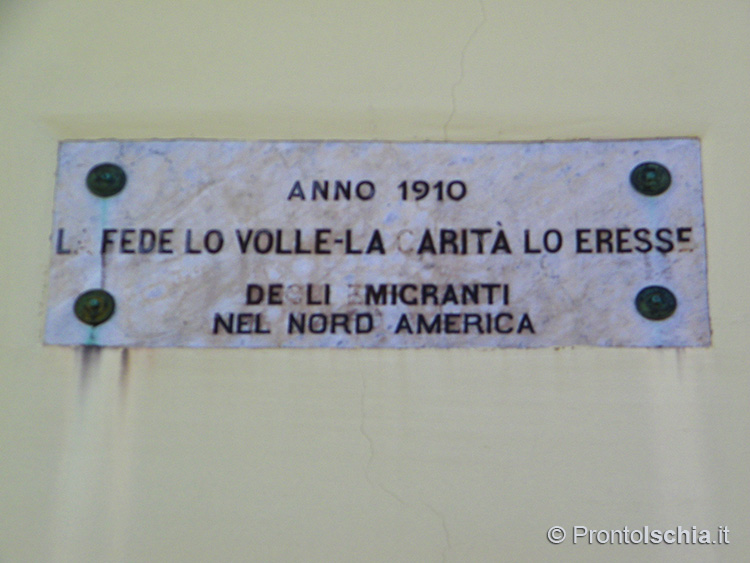 ANNO 1910
LA FEDE LO VOLLE-LA CARITÀ LO ERESSE
DEGLI EMIGRANTI
NEL NORD AMERICA
© ProntoIschia.it